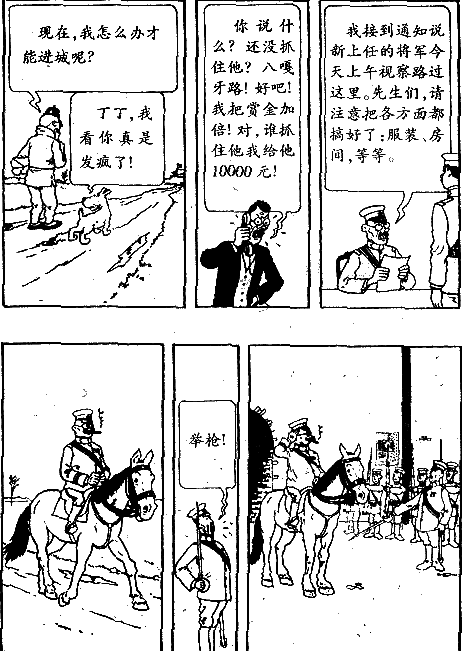 现在,我怎么办才
能进城呢?
丁丁,我
看你真是
发疯了!
你说什
么?还没抓
住他?八嘎
牙路!好吧!
我把赏金加
倍!对,谁抓
住他我给他
10000元!
我接到通知说
新上任的将军今
天上午视察路过
这里。先生们,请
注意把各方面都
搞好了:服装、房
间,等等。
举枪!